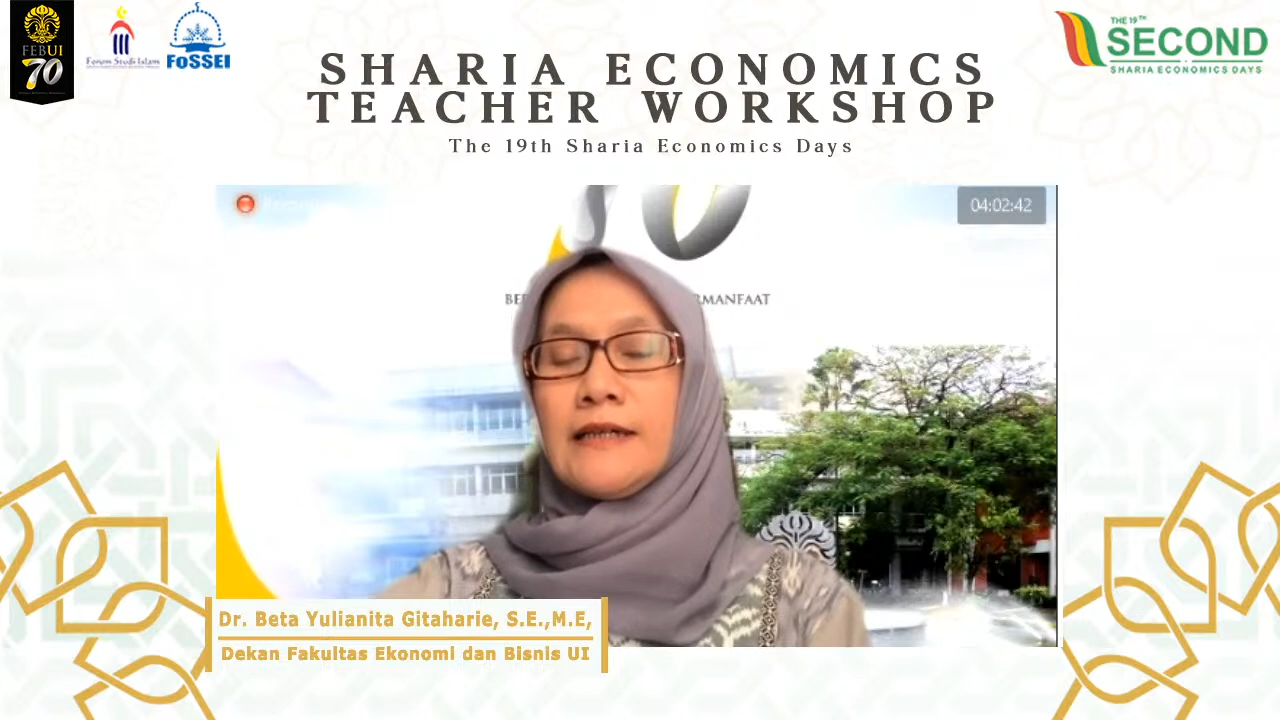 FEBUI
70
Forum Studi Islam
FoSSEI
THE 19TH
SECOND
SHARIA ECONOMICS DAYS
SHARIA ECONOMICS
TEACHER WORKSHOP
The 19th Sharia Economics Days
04:02:42
Dr. Beta Yulianita Gitaharie, S.E.,M.E,
Dekan Fakultas Ekonomi dan Bisnis UI